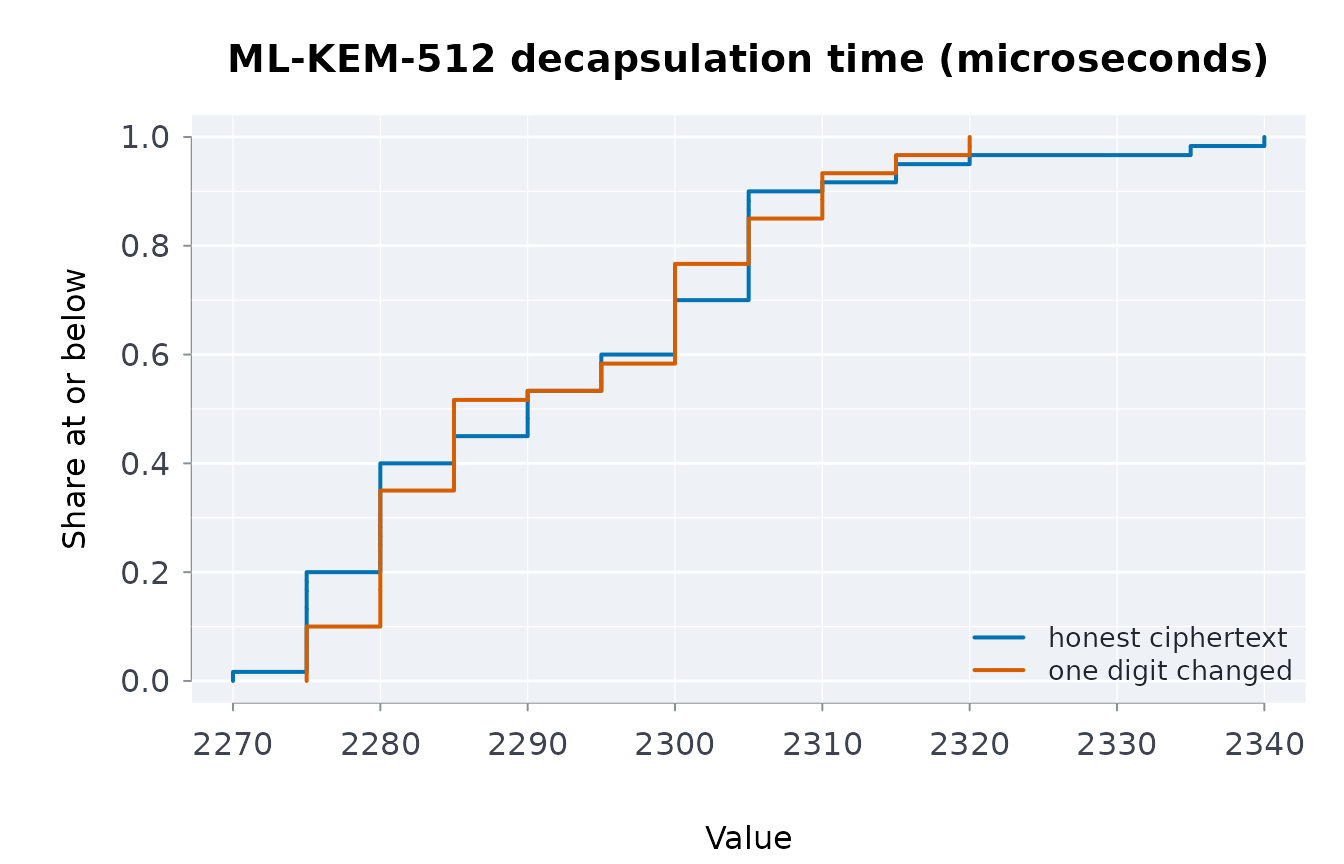 ML-KEM-512 decapsulation time (microseconds)
1.0
0.8
0.6
0.4
0.2
0.0
Share at or below
honest ciphertext
one digit changed
2270 2280 2290 2300 2310 2320 2330 2340
Value